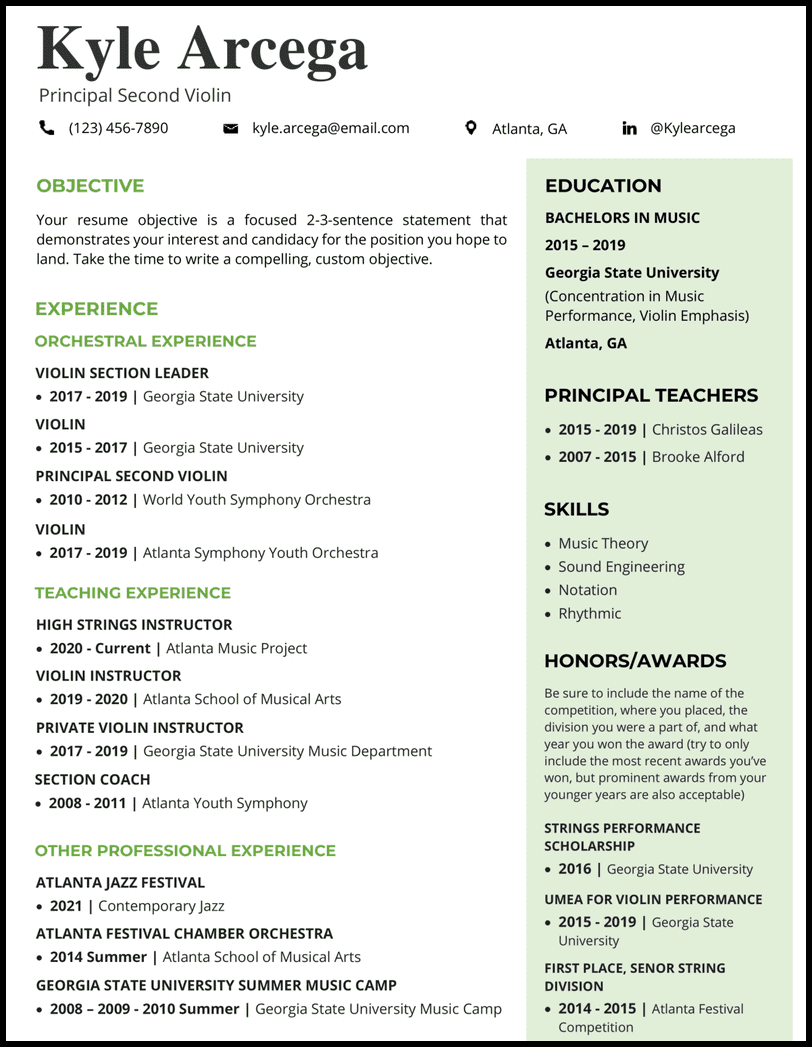 Kyle Arcega
Principal Second Violin
(123) 456-7890
kyle.arcega@email.com
Atlanta, GA
in @Kylearcega
OBJECTIVE
Your resume objective is a focused 2-3-sentence statement that
demonstrates your interest and candidacy for the position you hope to
land. Take the time to write a compelling, custom objective.
EXPERIENCE
ORCHESTRAL EXPERIENCE
VIOLIN SECTION LEADER
• 2017 - 2019 | Georgia State University
VIOLIN
• 2015 - 2017 | Georgia State University
PRINCIPAL SECOND VIOLIN
• 2010 - 2012 | World Youth Symphony Orchestra
VIOLIN
• 2017 - 2019 | Atlanta Symphony Youth Orchestra
TEACHING EXPERIENCE
HIGH STRINGS INSTRUCTOR
• 2020 - Current | Atlanta Music Project
VIOLIN INSTRUCTOR
• 2019 - 2020 | Atlanta School of Musical Arts
PRIVATE VIOLIN INSTRUCTOR
• 2017 - 2019 | Georgia State University Music Department
SECTION COACH
• 2008 - 2011 | Atlanta Youth Symphony
OTHER PROFESSIONAL EXPERIENCE
ATLANTA JAZZ FESTIVAL
• 2021 | Contemporary Jazz
ATLANTA FESTIVAL CHAMBER ORCHESTRA
• 2014 Summer | Atlanta School of Musical Arts
GEORGIA STATE UNIVERSITY SUMMER MUSIC CAMP
• 2008 – 2009 - 2010 Summer | Georgia State University Music Camp
EDUCATION
BACHELORS IN MUSIC
2015 – 2019
Georgia State University
(Concentration in Music
Performance, Violin Emphasis)
Atlanta, GA
PRINCIPAL TEACHERS
• 2015 - 2019 | Christos Galileas
• 2007 - 2015 | Brooke Alford
SKILLS
• Music Theory
• Sound Engineering
• Notation
• Rhythmic
HONORS/AWARDS
Be sure to include the name of the
competition, where you placed, the
division you were a part of, and what
year you won the award (try to only
include the most recent awards you've
won, but prominent awards from your
younger years are also acceptable)
STRINGS PERFORMANCE
SCHOLARSHIP
• 2016 | Georgia State University
UMEA FOR VIOLIN PERFORMANCE
• 2015 - 2019 | Georgia State
University
FIRST PLACE, SENOR STRING
DIVISION
• 2014 - 2015 | Atlanta Festival
Competition